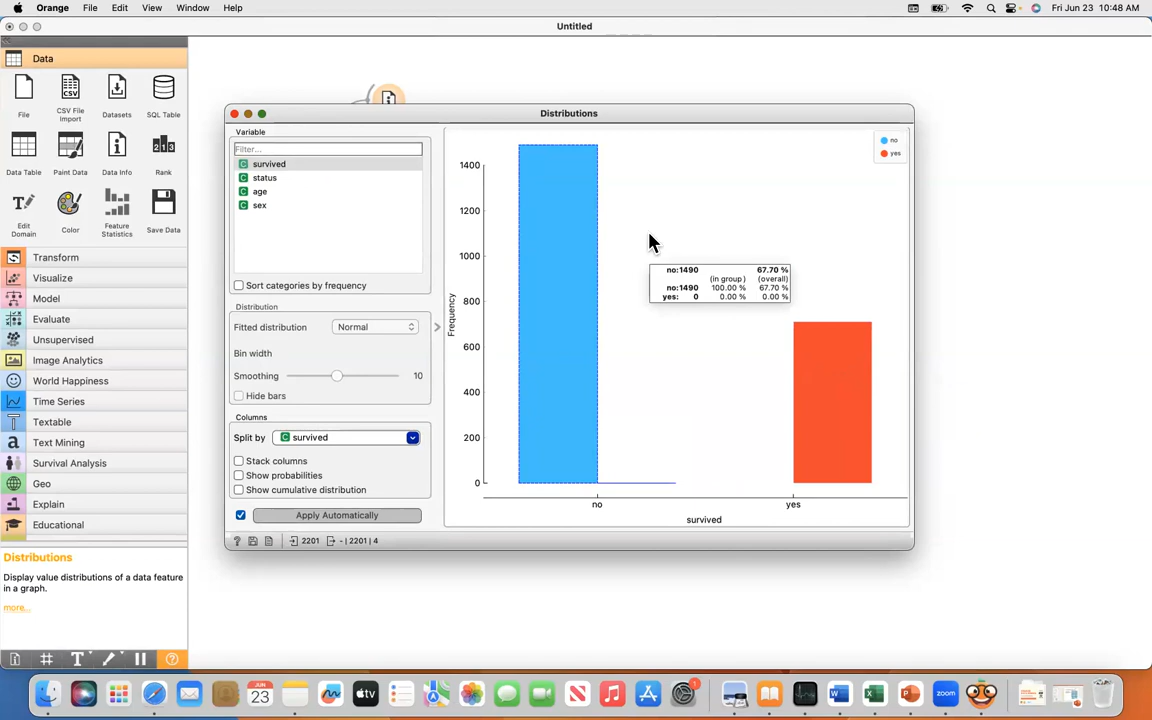 Orange File Edit View Window Help Fri Jun 23 10:48 AM
Untitled
Data
File CSV File Import Datasets SQL Table
Data Table Paint Data Data Info Rank
Edit Domain Color Feature Statistics Save Data
Transform
Visualize
Model
Evaluate
Unsupervised
Image Analytics
World Happiness
Time Series
Textable
Text Mining
Survival Analysis
Geo
Explain
Educational
Distributions
Display value distributions of a data feature
in a graph.
more...
Distributions
Variable
Filter...
C survived
C status
C age
C sex
Sort categories by frequency
Distribution
Fitted distribution Normal
Bin width
Smoothing 10
Hide bars
Columns
Split by C survived
Stack columns
Show probabilities
Show cumulative distribution
Apply Automatically
? 2201 - | 2201 | 4
no
yes
1400
1200
1000
800
600
400
200
0
Frequency
no:1490 67.70 %
(in group) (overall)
no:1490 100.00 % 67.70 %
yes: 0 0.00 % 0.00 %
no yes
survived
JUN
23
tv
1
W X P zoom